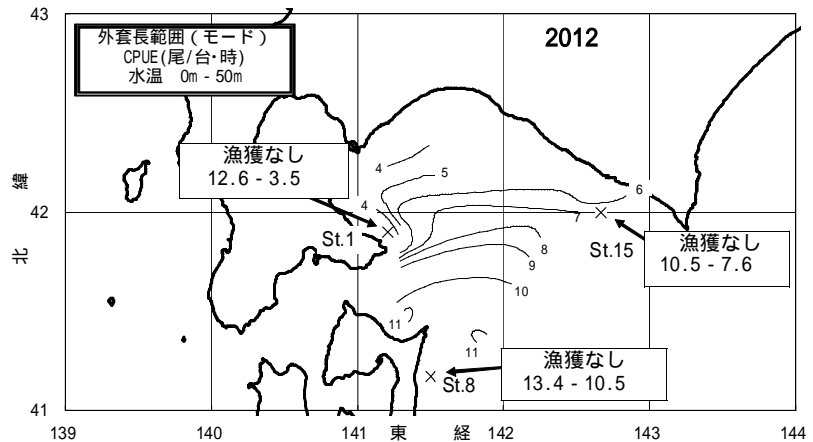 43
外套長範囲（モード）
CPUE(尾/台･時)
水温　0m - 50m
2012
漁獲なし
12.6 - 3.5
4
5
6
4
北緯
42
7
St.1
St.15
漁獲なし
10.5 - 7.6
8
9
10
11
11
漁獲なし
13.4 - 10.5
St.8
41
139
140
141
東経
142
143
144